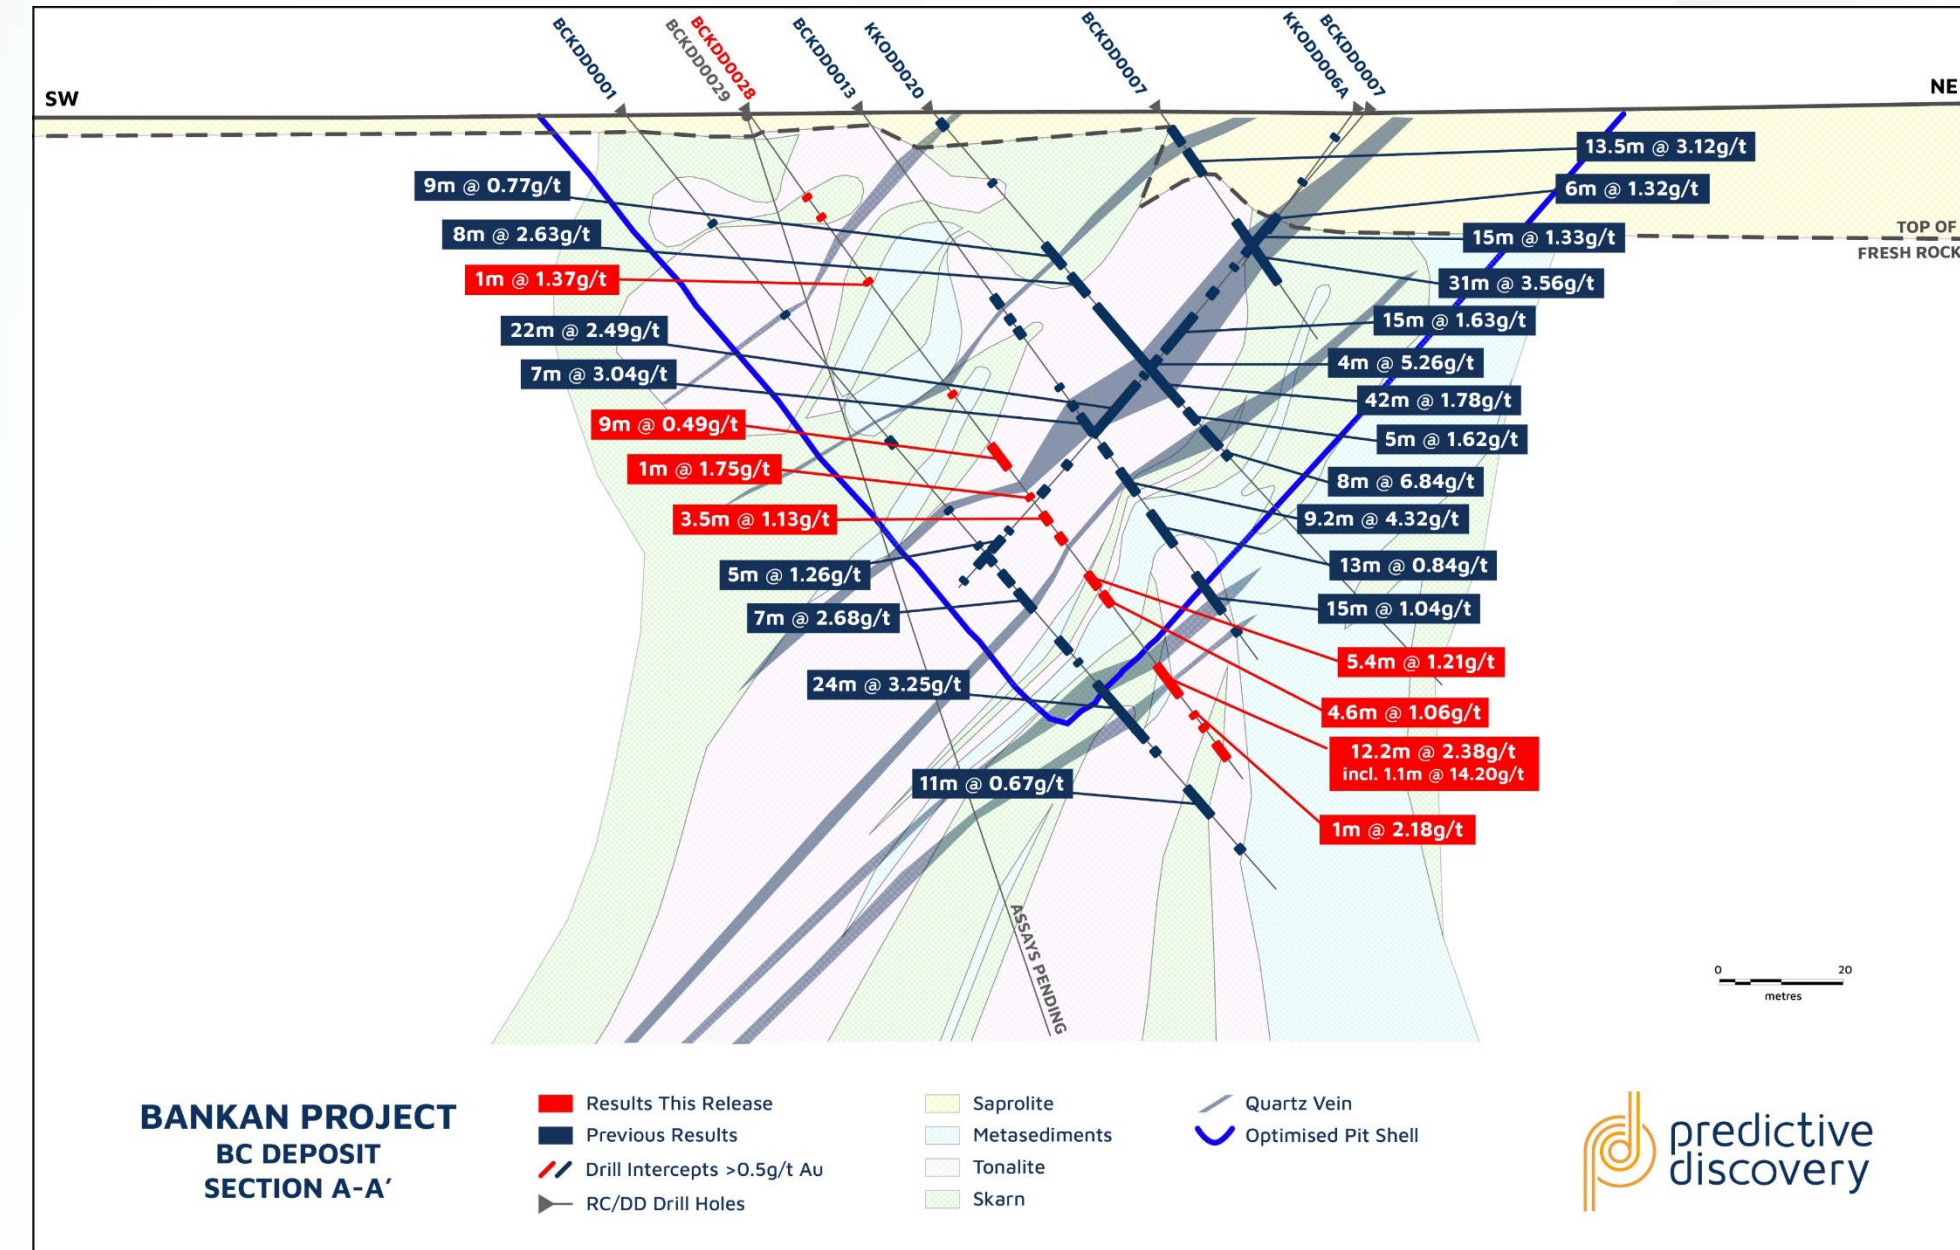 BCKDD0001
BCKDD0029
BCKDD0028
BCKDD0013
KKODD020
BCKDD0007
KKODD006A
BCKDD0007
SW
NE
TOP OF
FRESH ROCK
9m @ 0.77g/t
8m @ 2.63g/t
1m @ 1.37g/t
22m @ 2.49g/t
7m @ 3.04g/t
9m @ 0.49g/t
1m @ 1.75g/t
3.5m @ 1.13g/t
5m @ 1.26g/t
7m @ 2.68g/t
24m @ 3.25g/t
11m @ 0.67g/t
13.5m @ 3.12g/t
6m @ 1.32g/t
15m @ 1.33g/t
31m @ 3.56g/t
15m @ 1.63g/t
4m @ 5.26g/t
42m @ 1.78g/t
5m @ 1.62g/t
8m @ 6.84g/t
9.2m @ 4.32g/t
13m @ 0.84g/t
15m @ 1.04g/t
5.4m @ 1.21g/t
4.6m @ 1.06g/t
12.2m @ 2.38g/t
incl. 1.1m @ 14.20g/t
1m @ 2.18g/t
ASSAYS PENDING
0 20
metres
BANKAN PROJECT
BC DEPOSIT
SECTION A-A’
Results This Release
Previous Results
Drill Intercepts >0.5g/t Au
RC/DD Drill Holes
Saprolite
Metasediments
Tonalite
Skarn
Quartz Vein
Optimised Pit Shell
predictive
discovery